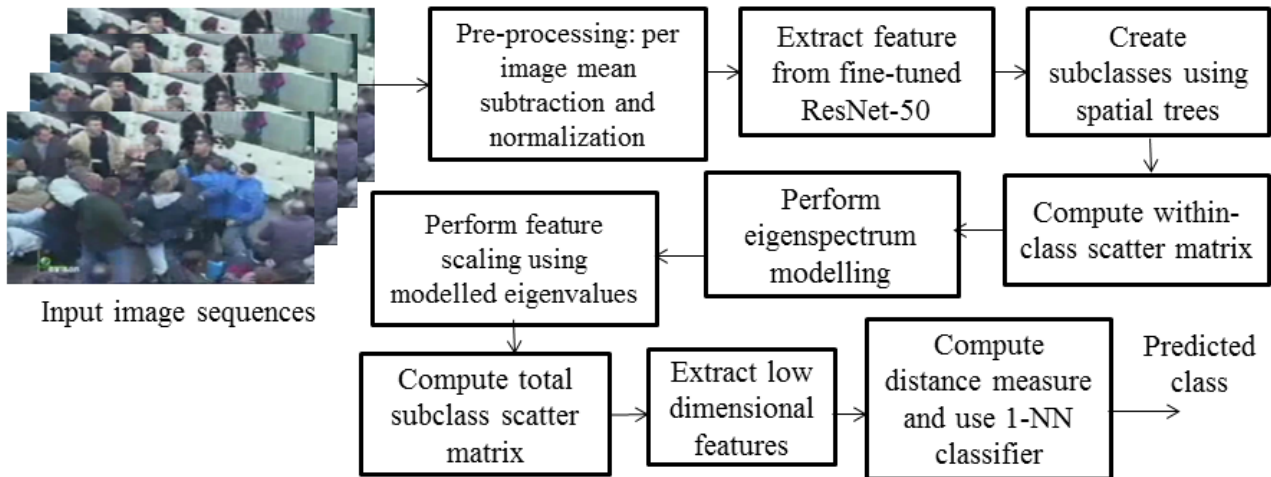 Pre-processing: per
image mean
subtraction and
normalization
Extract feature
from fine-tuned
ResNet-50
Create
subclasses using
spatial trees
Compute within-
class scatter matrix
Perform
eigenspectrum
modelling
Perform feature
scaling using
modelled eigenvalues
Input image sequences
Compute total
subclass scatter
matrix
Extract low
dimensional
features
Compute
distance measure
and use 1-NN
classifier
Predicted
class